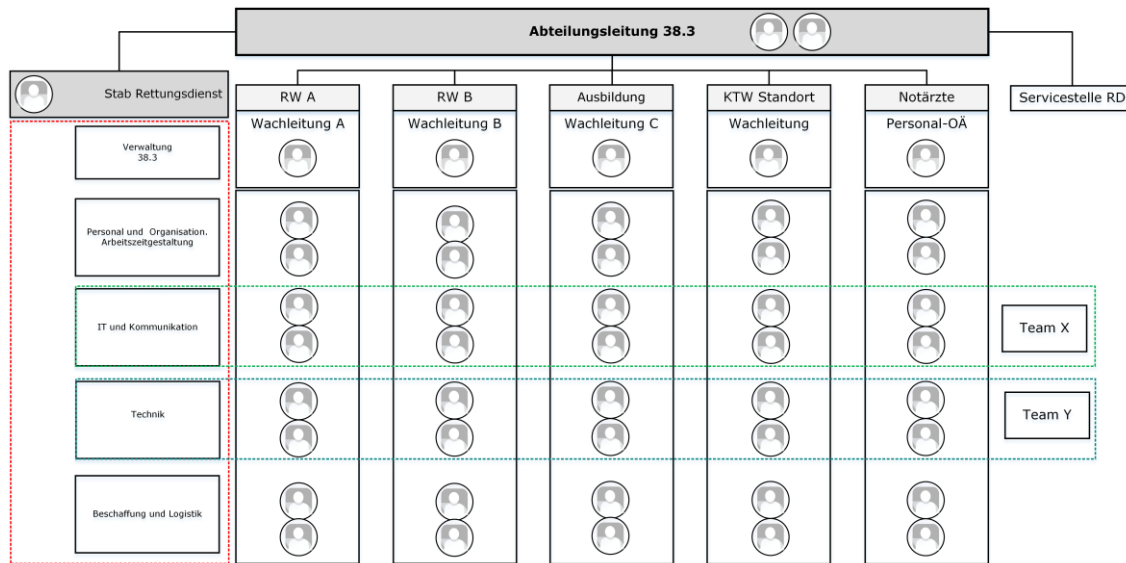 Abteilungsleitung 38.3
Stab Rettungsdienst
RW A
RW B
Ausbildung
KTW Standort
Notärzte
Servicestelle RD
Wachleitung A
Wachleitung B
Wachleitung C
Wachleitung
Personal-OÄ
Verwaltung
38.3
Personal und Organisation.
Arbeitszeitgestaltung
IT und Kommunikation
Team X
Technik
Team Y
Beschaffung und Logistik